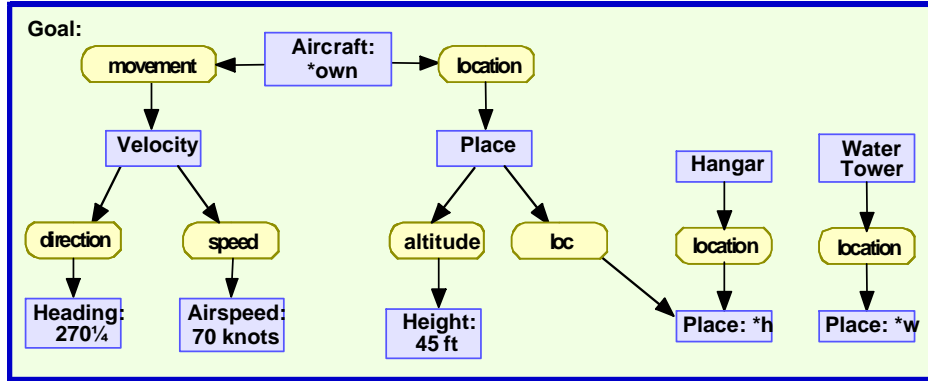 Goal:
Aircraft:
*own
movement
location
Velocity
Place
Hangar
Water
Tower
direction
speed
altitude
loc
location
location
Heading:
270¼
Airspeed:
70 knots
Height:
45 ft
Place: *h
Place: *w